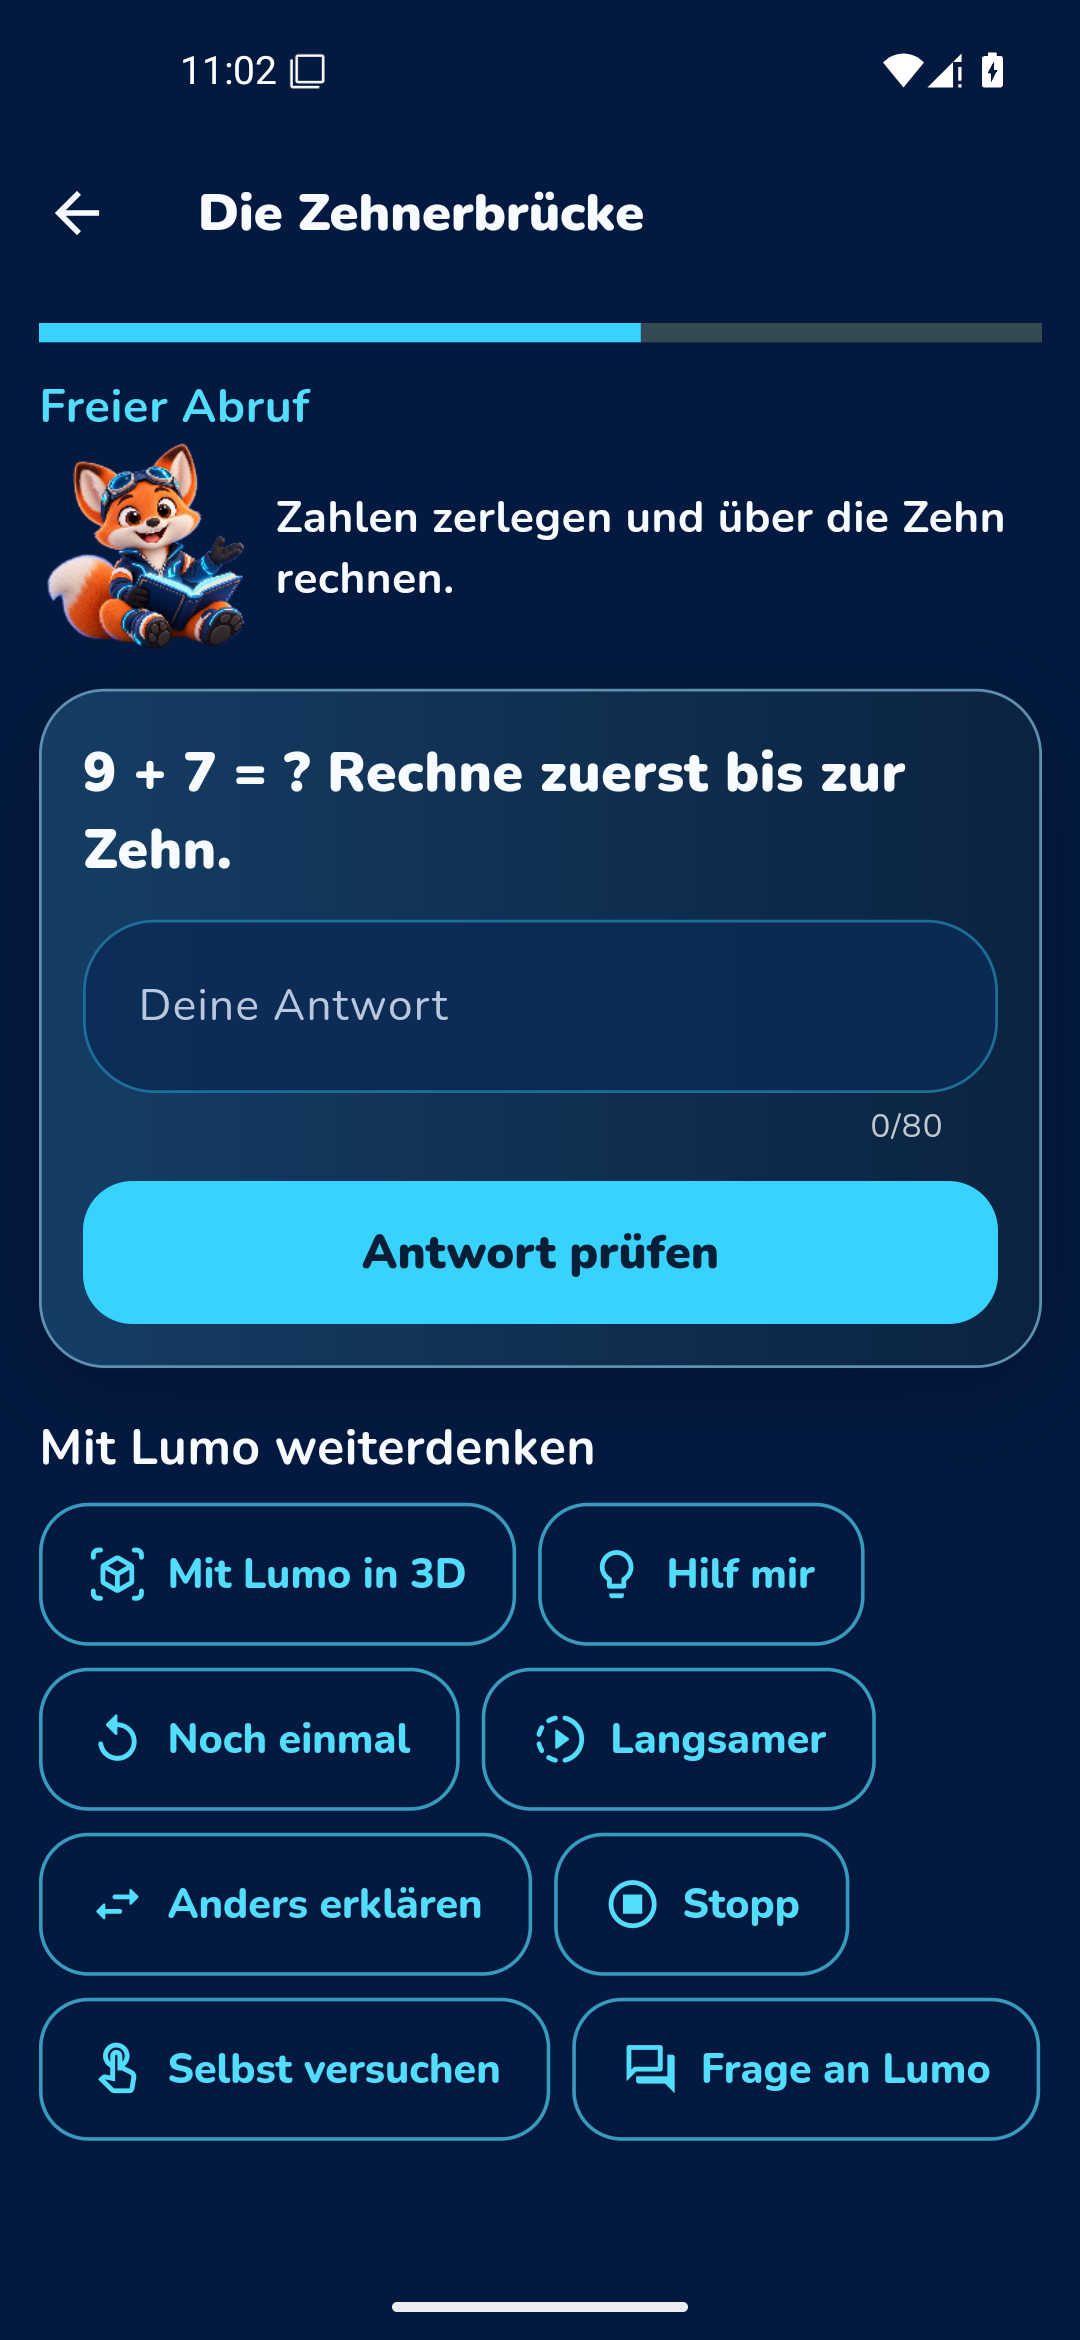 11:02
Die Zehnerbrücke
Freier Abruf
Zahlen zerlegen und über die Zehn
rechnen.
9 + 7 = ? Rechne zuerst bis zur
Zehn.
Deine Antwort
0/80
Antwort prüfen
Mit Lumo weiterdenken
Mit Lumo in 3D
Hilf mir
Noch einmal
Langsamer
Anders erklären
Stopp
Selbst versuchen
Frage an Lumo